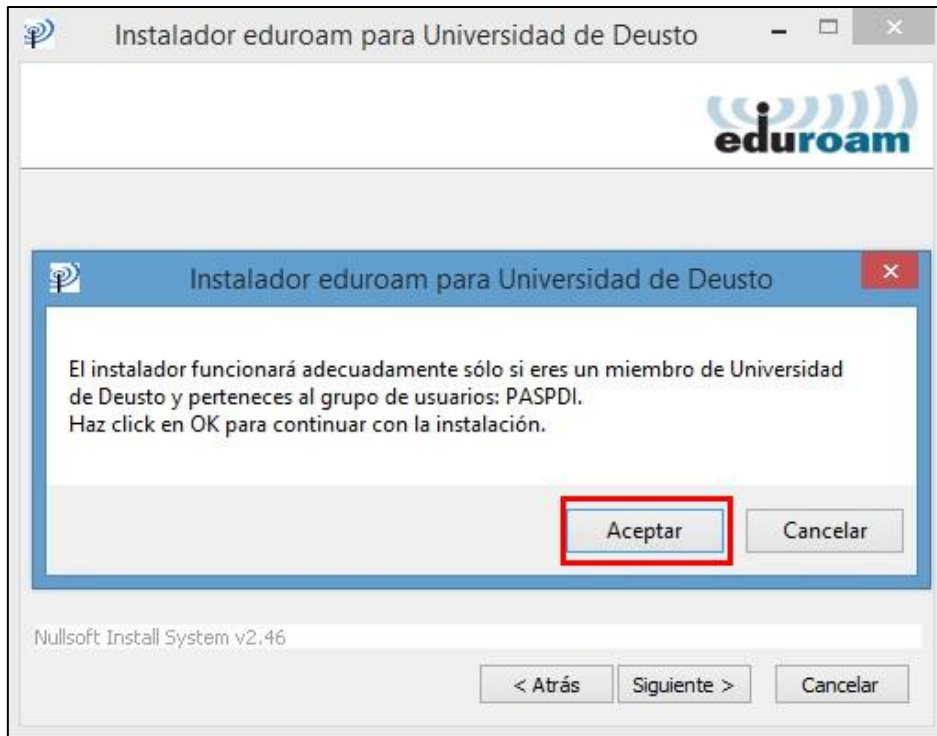 Instalador eduroam para Universidad de Deusto
eduroam
Instalador eduroam para Universidad de Deusto
El instalador funcionará adecuadamente sólo si eres un miembro de Universidad
de Deusto y perteneces al grupo de usuarios: PASPDI.
Haz click en OK para continuar con la instalación.
Aceptar
Cancelar
Nullsoft Install System v2.46
< Atrás
Siguiente >
Cancelar